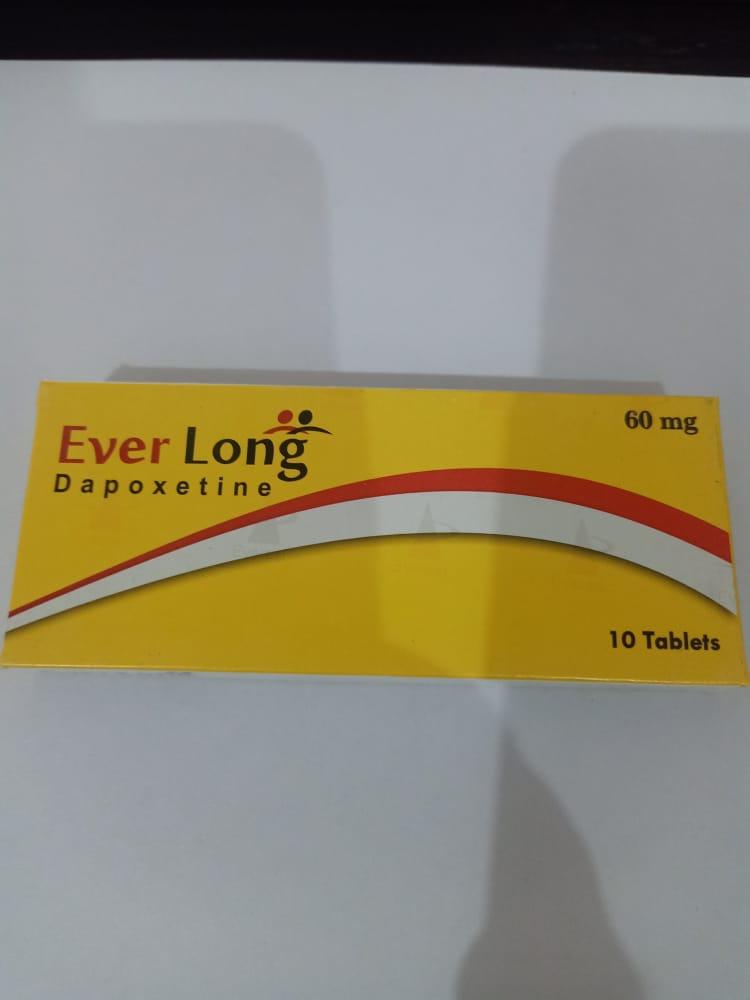 Ever Long
Dapoxetine
60 mg
10 Tablets